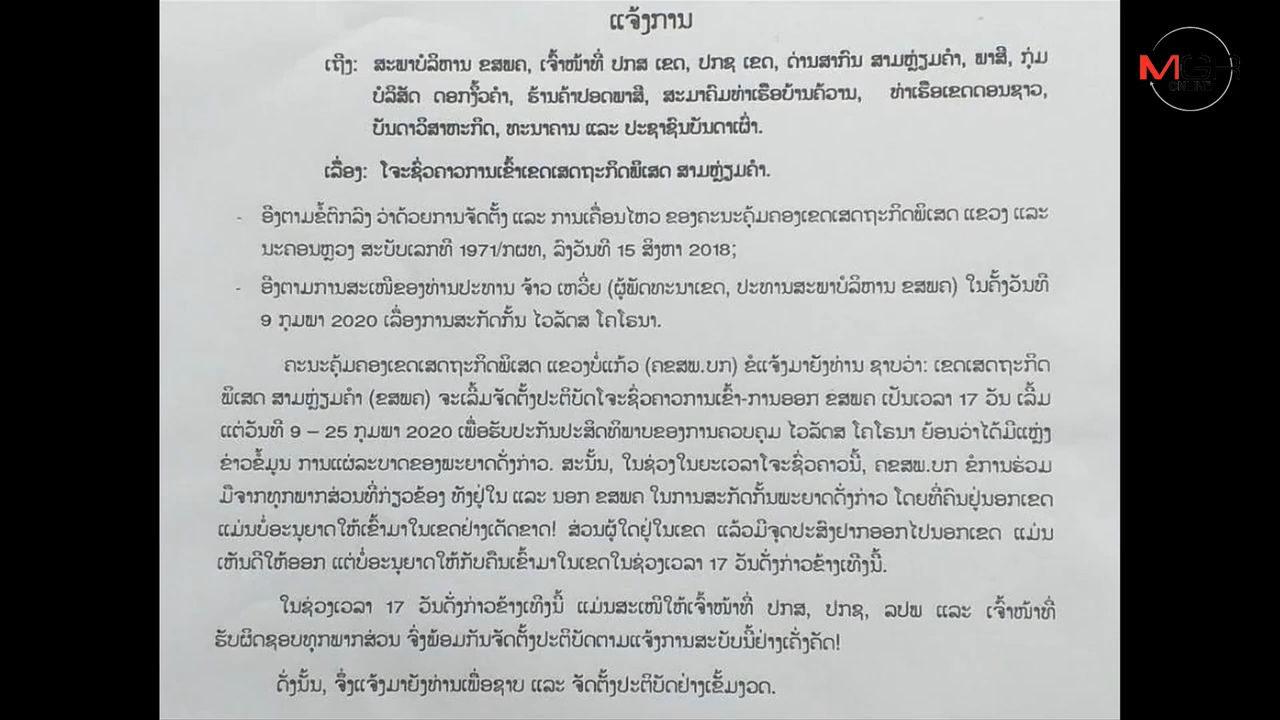 ແຈ້ງການ
MGR
ONLINE
ເຖິງ: ສະພາບໍລິຫານ ຂສພຄ, ເຈົ້າໜ້າທີ່ ປກສ ເຂດ, ປກຊ ເຂດ, ດ່ານສາກົນ ສາມຫຼ່ຽມຄຳ, ພາສີ, ກຸ່ມ
ບໍລິສັດ ດອກງິ້ວຄຳ, ຮ້ານຄ້າປອດພາສີ, ສະມາຄົມທ່າເຮືອບ້ານຄ້ວານ, ທ່າເຮືອເຂດດອນຊາວ,
ບັນດາວິສາຫະກິດ, ທະນາຄານ ແລະ ປະຊາຊົນບັນດາເຜົ່າ.
ເລື່ອງ: ໂຈະຊົ່ວຄາວການເຂົ້າເຂດເສດຖະກິດພິເສດ ສາມຫຼ່ຽມຄຳ.
- ອີງຕາມຂໍ້ຕົກລົງ ວ່າດ້ວຍການຈັດຕັ້ງ ແລະ ການເຄື່ອນໄຫວ ຂອງຄະນະຄຸ້ມຄອງເຂດເສດຖະກິດພິເສດ ແຂວງ ແລະ
ນະຄອນຫຼວງ ສະບັບເລກທີ 1971/ກຜທ, ລົງວັນທີ 15 ສິງຫາ 2018;
- ອີງຕາມການສະເໜີຂອງທ່ານປະທານ ຈ້າວ ເຫວີ່ຍ (ຜູ້ພັດທະນາເຂດ, ປະທານສະພາບໍລິຫານ ຂສພຄ) ໃນຄັ້ງວັນທີ
9 ກຸມພາ 2020 ເລື່ອງການສະກັດກັ້ນ ໄວລັດສ ໂຄໂຣນາ.
ຄະນະຄຸ້ມຄອງເຂດເສດຖະກິດພິເສດ ແຂວງບໍ່ແກ້ວ (ຄຂສພ.ບກ) ຂໍແຈ້ງມາຍັງທ່ານ ຊາບວ່າ: ເຂດເສດຖະກິດ
ພິເສດ ສາມຫຼ່ຽມຄຳ (ຂສພຄ) ຈະເລີ້ມຈັດຕັ້ງປະຕິບັດໂຈະຊົ່ວຄາວການເຂົ້າ-ການອອກ ຂສພຄ ເປັນເວລາ 17 ວັນ ເລີ້ມ
ແຕ່ວັນທີ 9 – 25 ກຸມພາ 2020 ເພື່ອຮັບປະກັນປະສິດທິພາບຂອງການຄວບຄຸມ ໄວລັດສ ໂຄໂຣນາ ຍ້ອນວ່າໄດ້ມີແຫຼ່ງ
ຂ່າວຂໍ້ມູນ ການແຜ່ລະບາດຂອງພະຍາດດັ່ງກ່າວ. ສະນັ້ນ, ໃນຊ່ວງໃນຍະເວລາໂຈະຊົ່ວຄາວນີ້, ຄຂສພ.ບກ ຂໍການຮ່ວມ
ມືຈາກທຸກພາກສ່ວນທີ່ກ່ຽວຂ້ອງ ທັງຢູ່ໃນ ແລະ ນອກ ຂສພຄ ໃນການສະກັດກັ້ນພະຍາດດັ່ງກ່າວ ໂດຍທີ່ຄົນຢູ່ນອກເຂດ
ແມ່ນບໍ່ອະນຸຍາດໃຫ້ເຂົ້າມາໃນເຂດຢ່າງເດັດຂາດ! ສ່ວນຜູ້ໃດຢູ່ໃນເຂດ ແລ້ວມີຈຸດປະສົງຢາກອອກໄປນອກເຂດ ແມ່ນ
ເຫັນດີໃຫ້ອອກ ແຕ່ບໍ່ອະນຸຍາດໃຫ້ກັບຄືນເຂົ້າມາໃນເຂດໃນຊ່ວງເວລາ 17 ວັນດັ່ງກ່າວຂ້າງເທີງນີ້.
ໃນຊ່ວງເວລາ 17 ວັນດັ່ງກ່າວຂ້າງເທີງນີ້ ແມ່ນສະເໜີໃຫ້ເຈົ້າໜ້າທີ່ ປກສ, ປກຊ, ລປພ ແລະ ເຈົ້າໜ້າທີ່
ຮັບຜິດຊອບທຸກພາກສ່ວນ ຈົ່ງພ້ອມກັນຈັດຕັ້ງປະຕິບັດຕາມແຈ້ງການສະບັບນີ້ຢ່າງເຄັ່ງຄັດ!
ດັ່ງນັ້ນ, ຈຶ່ງແຈ້ງມາຍັງທ່ານເພື່ອຊາບ ແລະ ຈັດຕັ້ງປະຕິບັດຢ່າງເຂັ້ມງວດ.